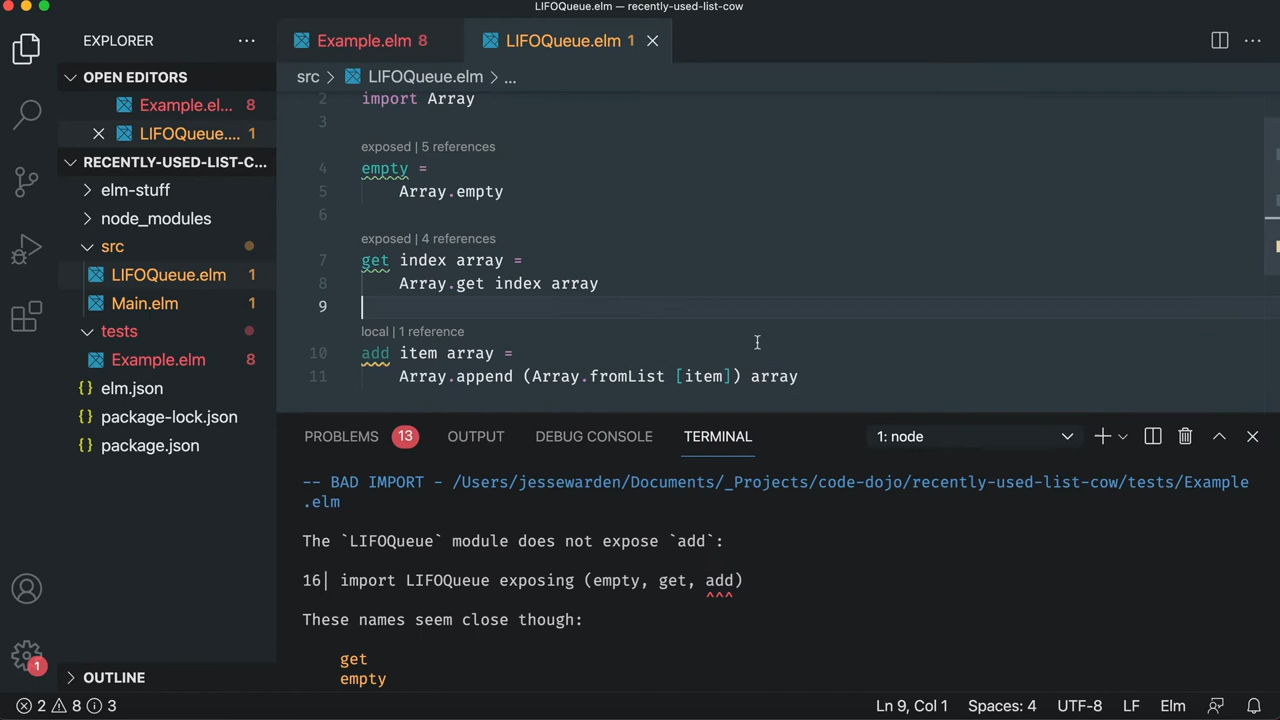 LIFOQueue.elm — recently-used-list-cow
EXPLORER
Example.elm 8
LIFOQueue.elm 1
OPEN EDITORS
Example.el... 8
LIFOQueue.... 1
RECENTLY-USED-LIST-C...
elm-stuff
node_modules
src
LIFOQueue.elm 1
Main.elm 1
tests
Example.elm 8
elm.json
package-lock.json
package.json
OUTLINE
src > LIFOQueue.elm > ...
2 import Array
3
exposed | 5 references
4 empty =
5 Array.empty
6
exposed | 4 references
7 get index array =
8 Array.get index array
9
local | 1 reference
10 add item array =
11 Array.append (Array.fromList [item]) array
PROBLEMS 13 OUTPUT DEBUG CONSOLE TERMINAL 1: node
-- BAD IMPORT - /Users/jessewarden/Documents/_Projects/code-dojo/recently-used-list-cow/tests/Example
.elm
The `LIFOQueue` module does not expose `add`:
16| import LIFOQueue exposing (empty, get, add)
^^^
These names seem close though:
get
empty
1
2 8 3 Ln 9, Col 1 Spaces: 4 UTF-8 LF Elm